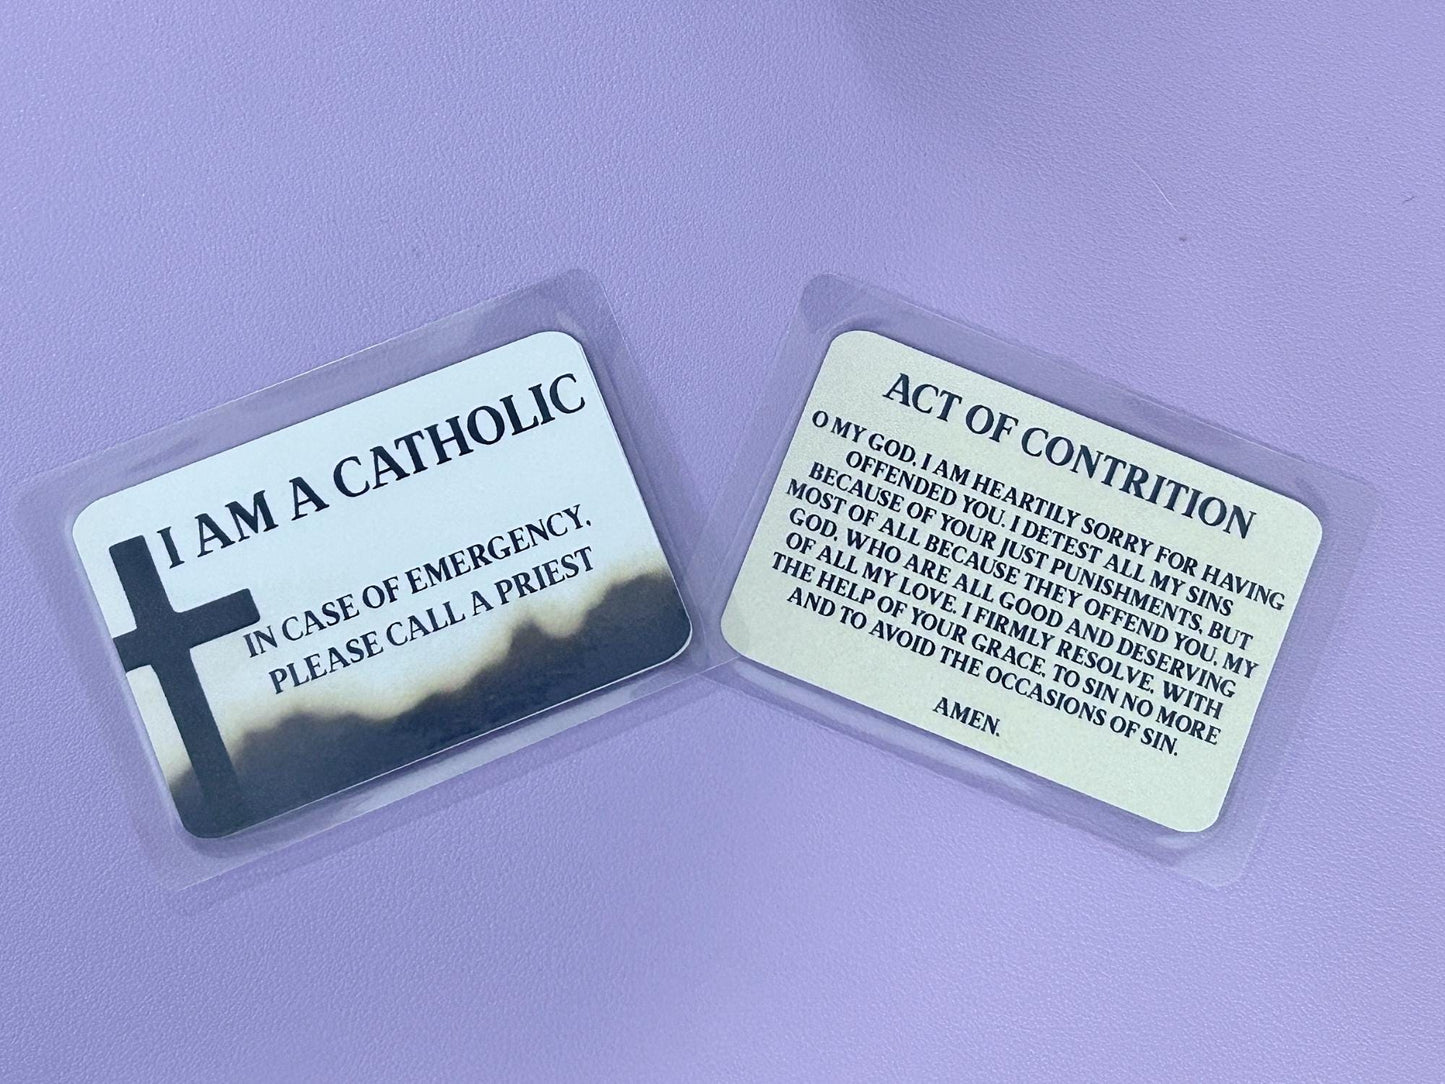 I AM A CATHOLIC
IN CASE OF EMERGENCY,
PLEASE CALL A PRIEST
ACT OF CONTRITION
O MY GOD, I AM HEARTILY SORRY FOR HAVING
OFFENDED YOU. I DETEST ALL MY SINS
BECAUSE OF YOUR JUST PUNISHMENTS, BUT
MOST OF ALL BECAUSE THEY OFFEND YOU, MY
GOD, WHO ARE ALL GOOD AND DESERVING
OF ALL MY LOVE. I FIRMLY RESOLVE, WITH
THE HELP OF YOUR GRACE, TO SIN NO MORE
AND TO AVOID THE OCCASIONS OF SIN.
AMEN.